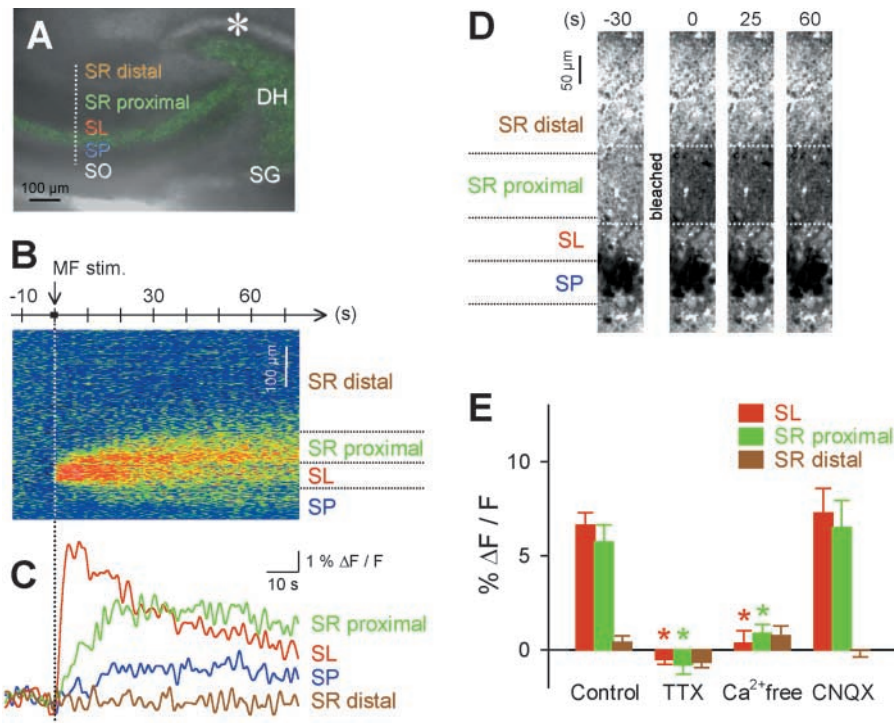 A
*
SR distal
SR proximal
SL
SP
SO
DH
SG
100 µm
B
MF stim.
-10 30 60 (s)
100 µm
SR distal
SR proximal
SL
SP
C
1 % ΔF / F
10 s
SR proximal
SL
SP
SR distal
D
(s) -30 0 25 60
50 µm
SR distal
SR proximal
SL
SP
bleached
E
SL
SR proximal
SR distal
% ΔF / F
10
5
0
* * * *
Control TTX Ca²⁺free CNQX